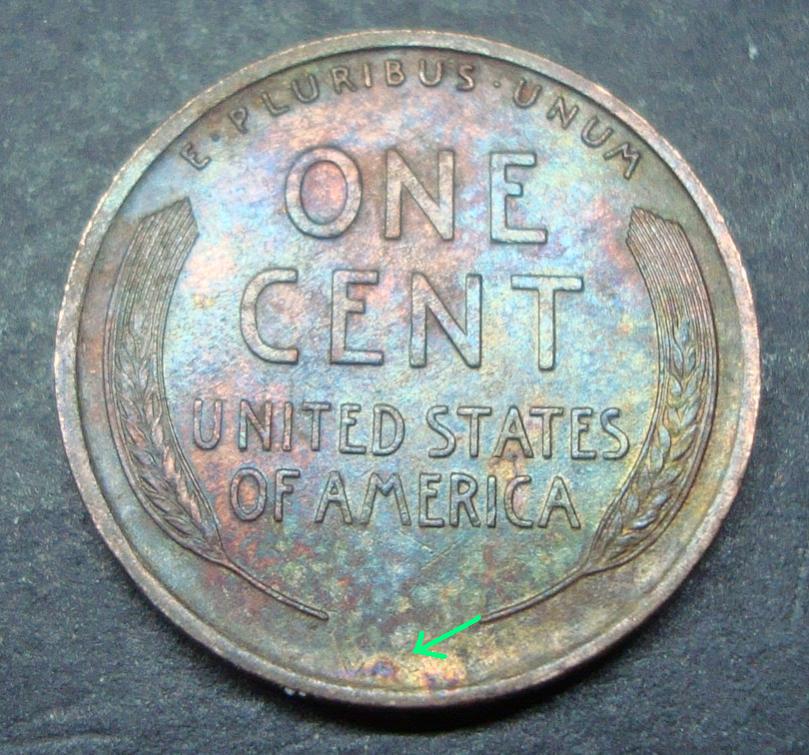 E · PLURIBUS · UNUM
ONE
CENT
UNITED STATES
OF AMERICA